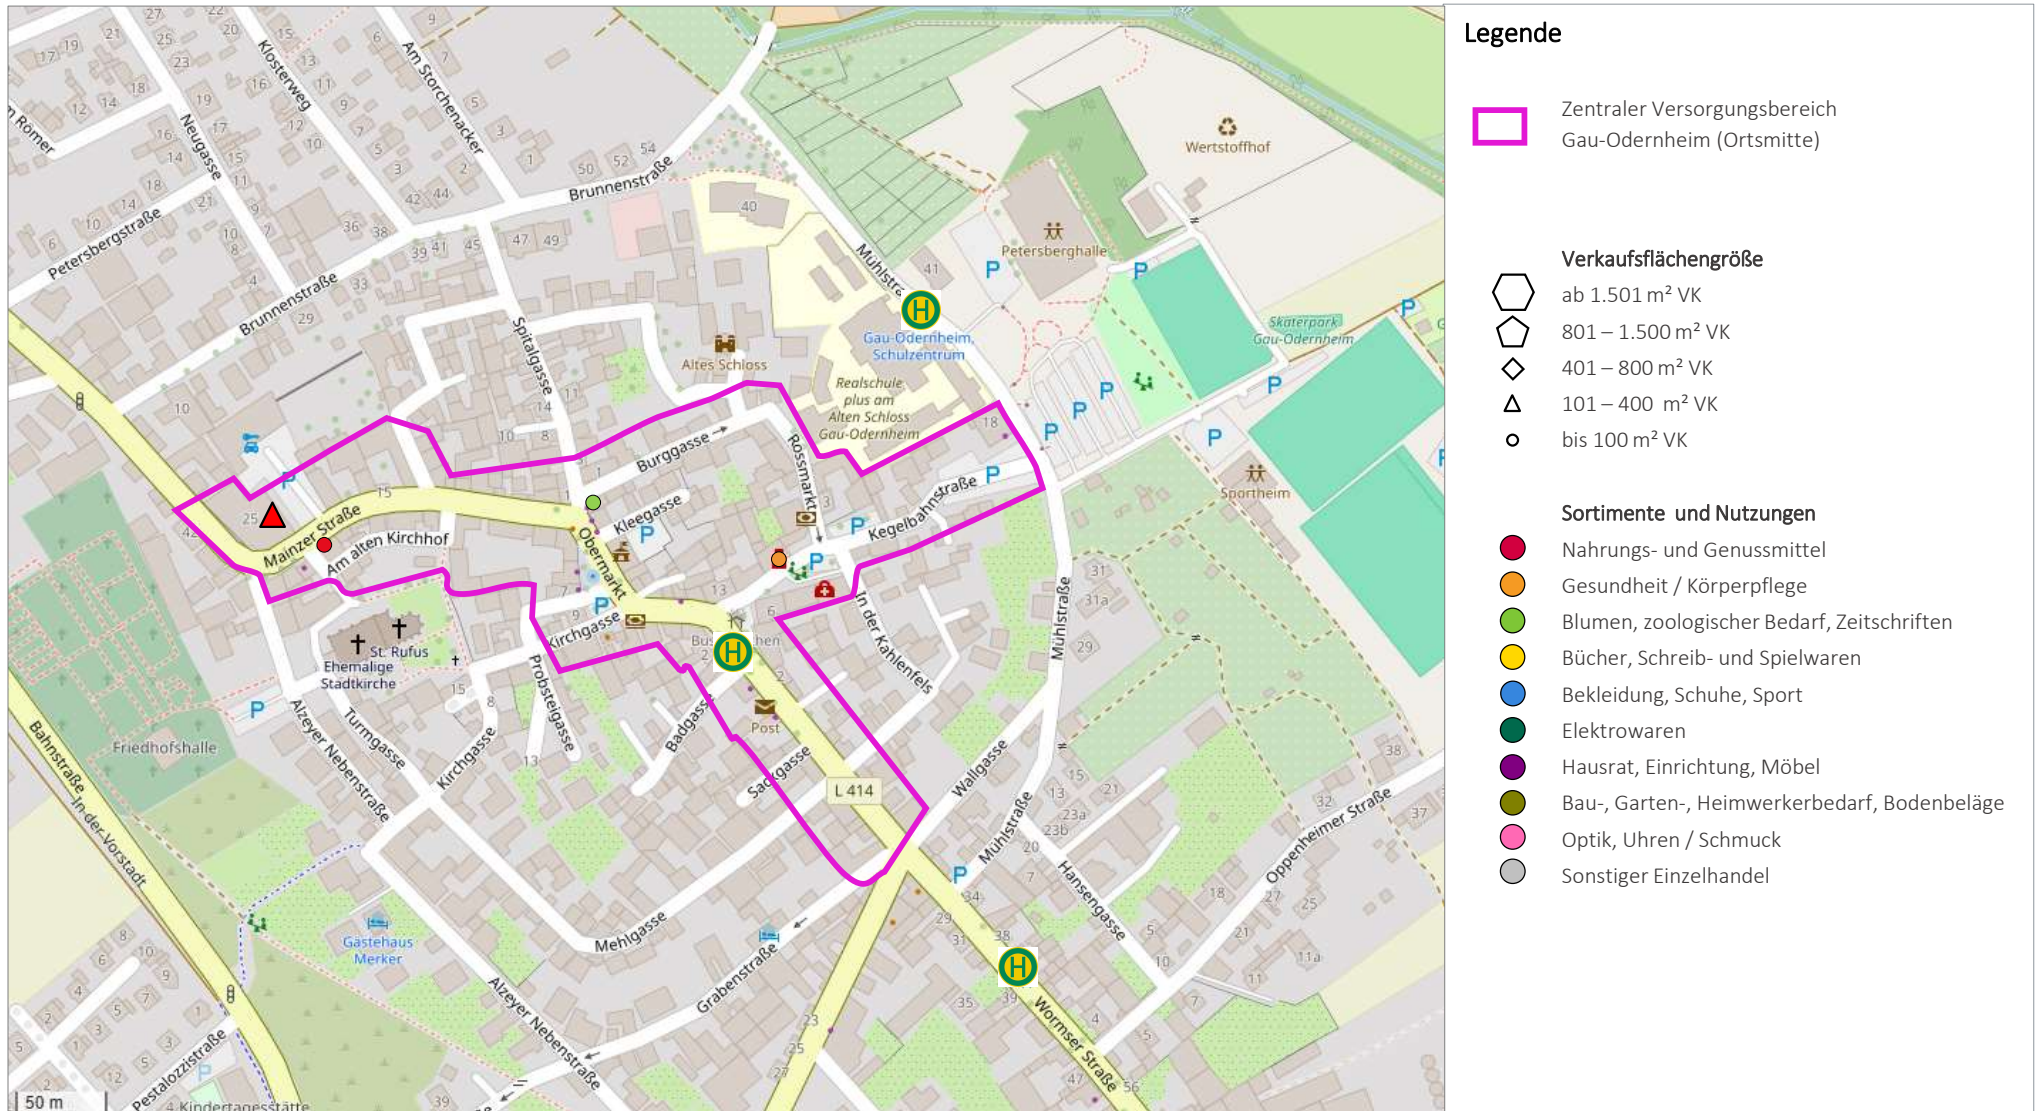 Legende
Zentraler Versorgungsbereich
Gau-Odernheim (Ortsmitte)
Verkaufsflächengröße
ab 1.501 m² VK
801 – 1.500 m² VK
401 – 800 m² VK
101 – 400 m² VK
bis 100 m² VK
Sortimente und Nutzungen
Nahrungs- und Genussmittel
Gesundheit / Körperpflege
Blumen, zoologischer Bedarf, Zeitschriften
Bücher, Schreib- und Spielwaren
Bekleidung, Schuhe, Sport
Elektrowaren
Hausrat, Einrichtung, Möbel
Bau-, Garten-, Heimwerkerbedarf, Bodenbeläge
Optik, Uhren / Schmuck
Sonstiger Einzelhandel
Klosterweg
Am Storchenacker
Neugasse
Petersbergstraße
Brunnenstraße
Brunnenstraße
Spitalgasse
Wertstoffhof
Petersberghalle
Altes Schloss
H
Gau-Odernheim,
Schulzentrum
Realschule
plus am
Alten Schloss
Gau-Odernheim
Skaterpark
Gau-Odernheim
Sportheim
Burggasse
Rossmarkt
Kleegasse
Kegelbahnstraße
Obermarkt
Mainzer Straße
Am alten Kirchhof
Kirchgasse
St. Rufus
Ehemalige
Stadtkirche
H
In der Kahlenfels
Mühlstraße
Probsteigasse
Badgasse
Post
Sackgasse
L 414
Wallgasse
Mühlstraße
Friedhofshalle
Alzeyer Nebenstraße
Turmgasse
Kirchgasse
Bahnstraße
In der Vorstadt
Gästehaus
Merker
Mehlgasse
Grabenstraße
Alzeyer Nebenstraße
Hansengasse
Oppenheimer Straße
H
Wormser Straße
Pestalozzistraße
Kindertagesstätte
50 m